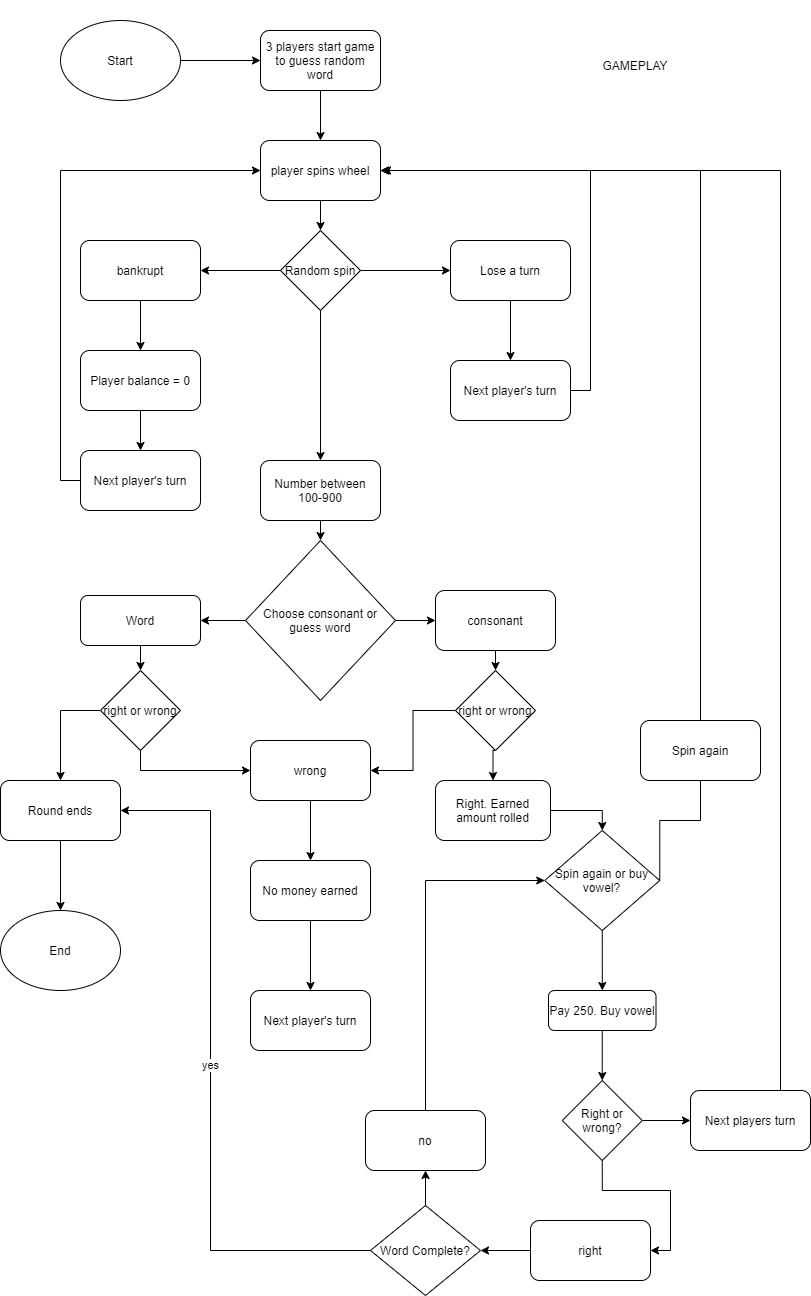 Start
3 players start game
to guess random
word
GAMEPLAY
player spins wheel
bankrupt
Random spin
Lose a turn
Player balance = 0
Next player's turn
Next player's turn
Number between
100-900
Word
Choose consonant or
guess word
consonant
right or wrong
right or wrong
Spin again
wrong
Round ends
Right. Earned
amount rolled
Spin again or buy
vowel?
No money earned
End
Next player's turn
Pay 250. Buy vowel
yes
Right or
wrong?
Next players turn
no
Word Complete?
right